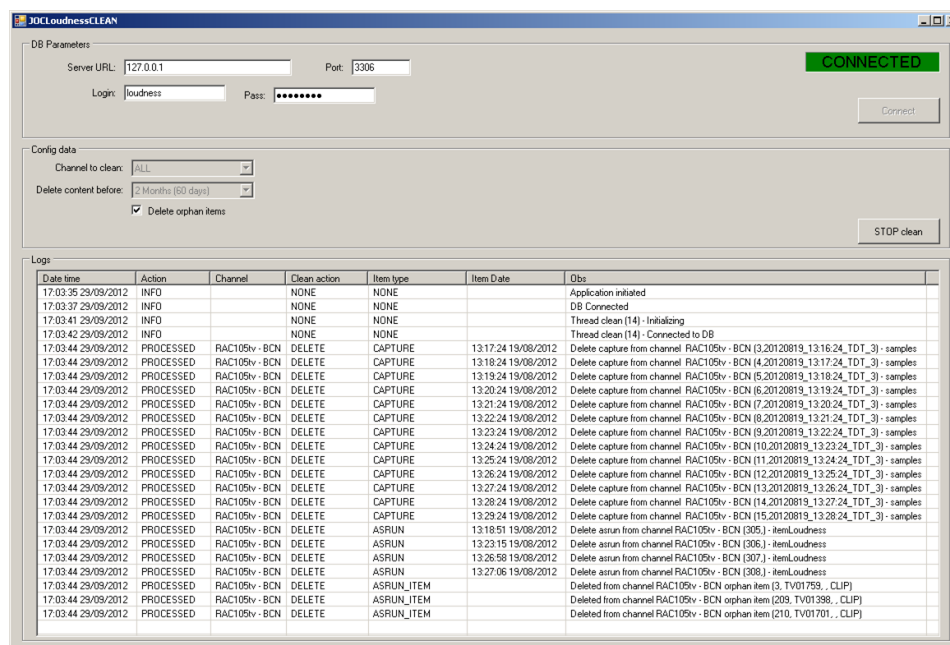 JOCLoudnessCLEAN
DB Parameters
Server URL: 127.0.0.1 Port: 3306
CONNECTED
Login: loudness Pass: ●●●●●●●●
Connect
Config data
Channel to clean: ALL
Delete content before: 2 Months (60 days)
Delete orphan items
STOP clean
Logs
Date time Action Channel Clean action Item type Item Date Obs
17:03:35 29/09/2012 INFO NONE NONE Application initiated
17:03:37 29/09/2012 INFO NONE NONE DB Connected
17:03:41 29/09/2012 INFO NONE NONE Thread clean (14) - Initializing
17:03:42 29/09/2012 INFO NONE NONE Thread clean (14) - Connected to DB
17:03:44 29/09/2012 PROCESSED RAC105tv - BCN DELETE CAPTURE 13:17:24 19/08/2012 Delete capture from channel RAC105tv - BCN (3,20120819_13:16:24_TDT_3) - samples
17:03:44 29/09/2012 PROCESSED RAC105tv - BCN DELETE CAPTURE 13:18:24 19/08/2012 Delete capture from channel RAC105tv - BCN (4,20120819_13:17:24_TDT_3) - samples
17:03:44 29/09/2012 PROCESSED RAC105tv - BCN DELETE CAPTURE 13:19:24 19/08/2012 Delete capture from channel RAC105tv - BCN (5,20120819_13:18:24_TDT_3) - samples
17:03:44 29/09/2012 PROCESSED RAC105tv - BCN DELETE CAPTURE 13:20:24 19/08/2012 Delete capture from channel RAC105tv - BCN (6,20120819_13:19:24_TDT_3) - samples
17:03:44 29/09/2012 PROCESSED RAC105tv - BCN DELETE CAPTURE 13:21:24 19/08/2012 Delete capture from channel RAC105tv - BCN (7,20120819_13:20:24_TDT_3) - samples
17:03:44 29/09/2012 PROCESSED RAC105tv - BCN DELETE CAPTURE 13:22:24 19/08/2012 Delete capture from channel RAC105tv - BCN (8,20120819_13:21:24_TDT_3) - samples
17:03:44 29/09/2012 PROCESSED RAC105tv - BCN DELETE CAPTURE 13:23:24 19/08/2012 Delete capture from channel RAC105tv - BCN (9,20120819_13:22:24_TDT_3) - samples
17:03:44 29/09/2012 PROCESSED RAC105tv - BCN DELETE CAPTURE 13:24:24 19/08/2012 Delete capture from channel RAC105tv - BCN (10,20120819_13:23:24_TDT_3) - samples
17:03:44 29/09/2012 PROCESSED RAC105tv - BCN DELETE CAPTURE 13:25:24 19/08/2012 Delete capture from channel RAC105tv - BCN (11,20120819_13:24:24_TDT_3) - samples
17:03:44 29/09/2012 PROCESSED RAC105tv - BCN DELETE CAPTURE 13:26:24 19/08/2012 Delete capture from channel RAC105tv - BCN (12,20120819_13:25:24_TDT_3) - samples
17:03:44 29/09/2012 PROCESSED RAC105tv - BCN DELETE CAPTURE 13:27:24 19/08/2012 Delete capture from channel RAC105tv - BCN (13,20120819_13:26:24_TDT_3) - samples
17:03:44 29/09/2012 PROCESSED RAC105tv - BCN DELETE CAPTURE 13:28:24 19/08/2012 Delete capture from channel RAC105tv - BCN (14,20120819_13:27:24_TDT_3) - samples
17:03:44 29/09/2012 PROCESSED RAC105tv - BCN DELETE CAPTURE 13:29:24 19/08/2012 Delete capture from channel RAC105tv - BCN (15,20120819_13:28:24_TDT_3) - samples
17:03:44 29/09/2012 PROCESSED RAC105tv - BCN DELETE ASRUN 13:18:51 19/08/2012 Delete asrun from channel RAC105tv - BCN (305,) - itemLoudness
17:03:44 29/09/2012 PROCESSED RAC105tv - BCN DELETE ASRUN 13:23:15 19/08/2012 Delete asrun from channel RAC105tv - BCN (306,) - itemLoudness
17:03:44 29/09/2012 PROCESSED RAC105tv - BCN DELETE ASRUN 13:26:58 19/08/2012 Delete asrun from channel RAC105tv - BCN (307,) - itemLoudness
17:03:44 29/09/2012 PROCESSED RAC105tv - BCN DELETE ASRUN 13:27:06 19/08/2012 Delete asrun from channel RAC105tv - BCN (308,) - itemLoudness
17:03:44 29/09/2012 PROCESSED RAC105tv - BCN DELETE ASRUN_ITEM Deleted from channel RAC105tv - BCN orphan item (3, TV01759, , CLIP)
17:03:44 29/09/2012 PROCESSED RAC105tv - BCN DELETE ASRUN_ITEM Deleted from channel RAC105tv - BCN orphan item (209, TV01398, , CLIP)
17:03:44 29/09/2012 PROCESSED RAC105tv - BCN DELETE ASRUN_ITEM Deleted from channel RAC105tv - BCN orphan item (210, TV01701, , CLIP)